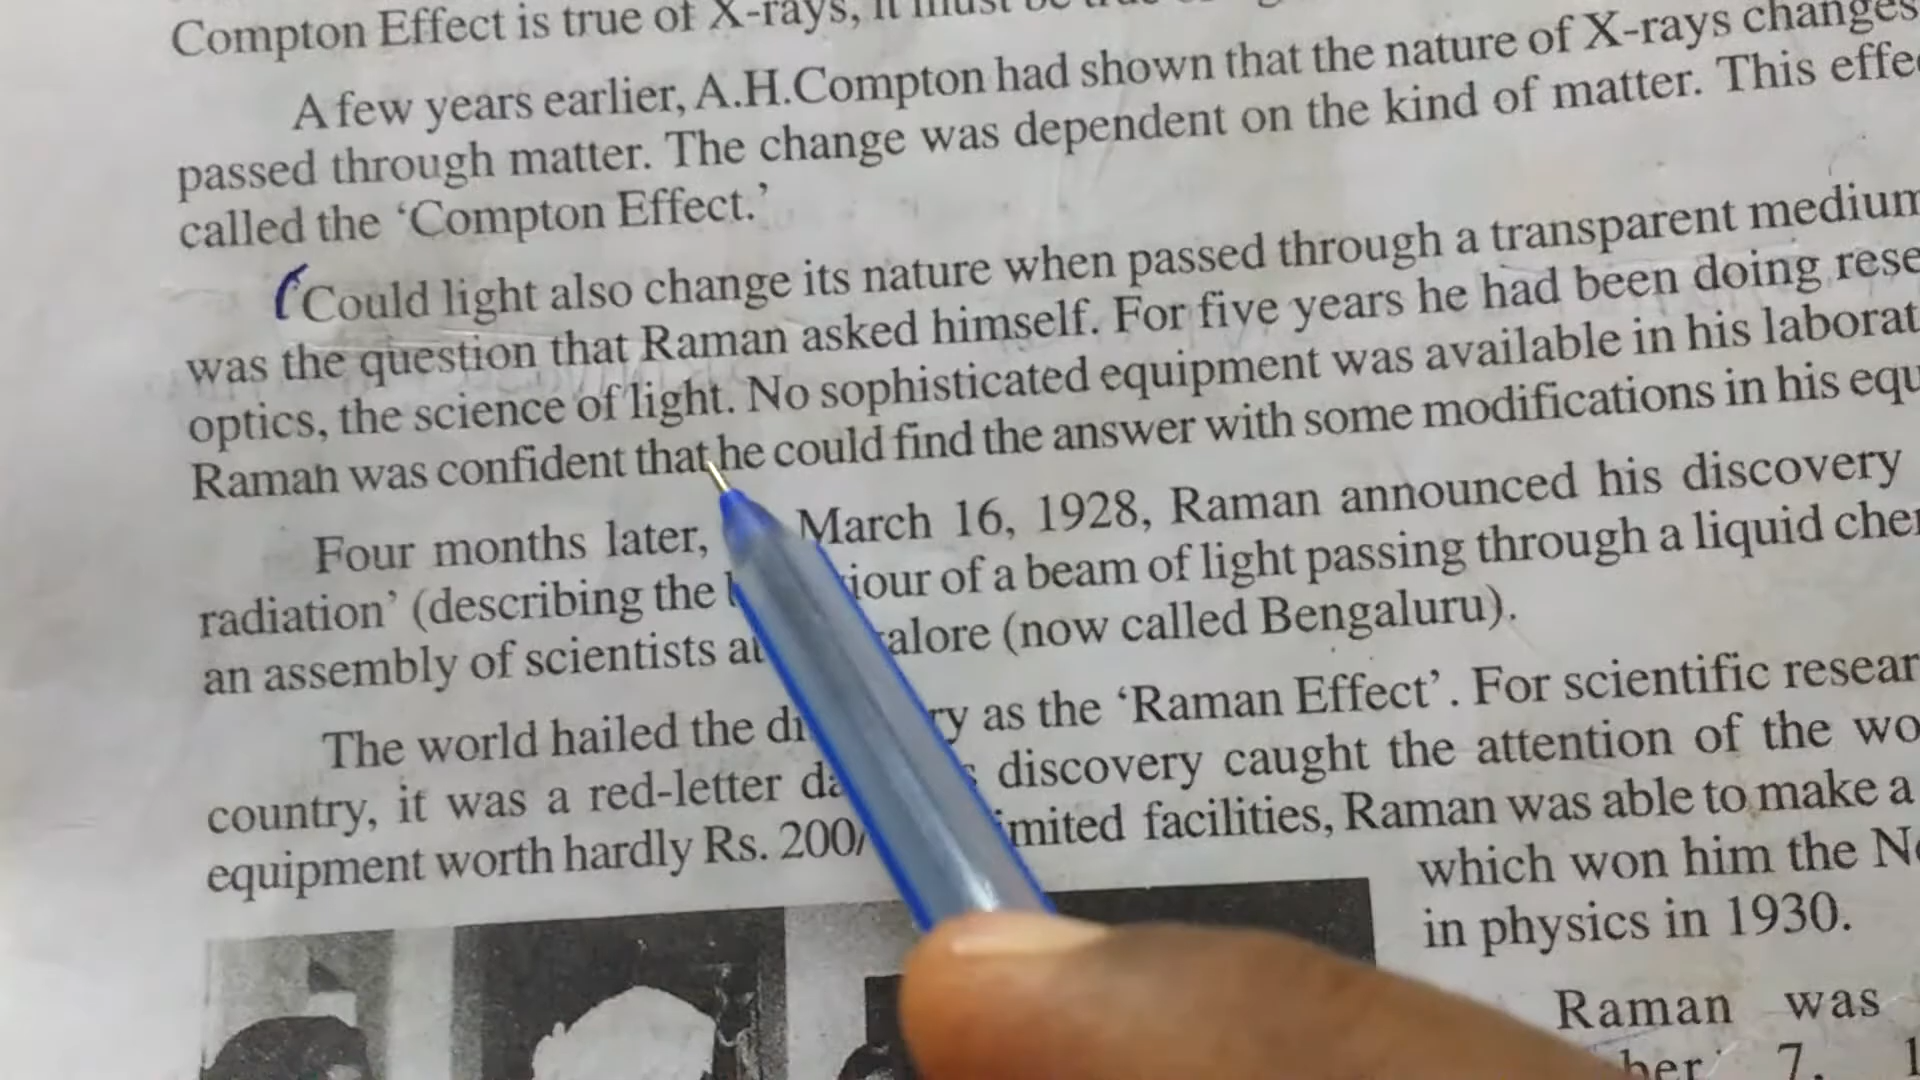 Compton Effect is true of X-rays, it must be true
A few years earlier, A.H.Compton had shown that the nature of X-rays changes
passed through matter. The change was dependent on the kind of matter. This
called the ‘Compton Effect.’
Could light also change its nature when passed through a transparent medium
was the question that Raman asked himself. For five years he had been doing
optics, the science of light. No sophisticated equipment was available in his
Raman was confident that he could find the answer with some modifications in his
Four months later, March 16, 1928, Raman announced his discovery
radiation’ (describing the iour of a beam of light passing through a liquid
an assembly of scientists alore (now called Bengaluru).
The world hailed the ry as the ‘Raman Effect’. For scientific
country, it was a red-letter discovery caught the attention of the
equipment worth hardly Rs. 200/ imited facilities, Raman was able to make a
which won him the
in physics in 1930.
Raman was
7,